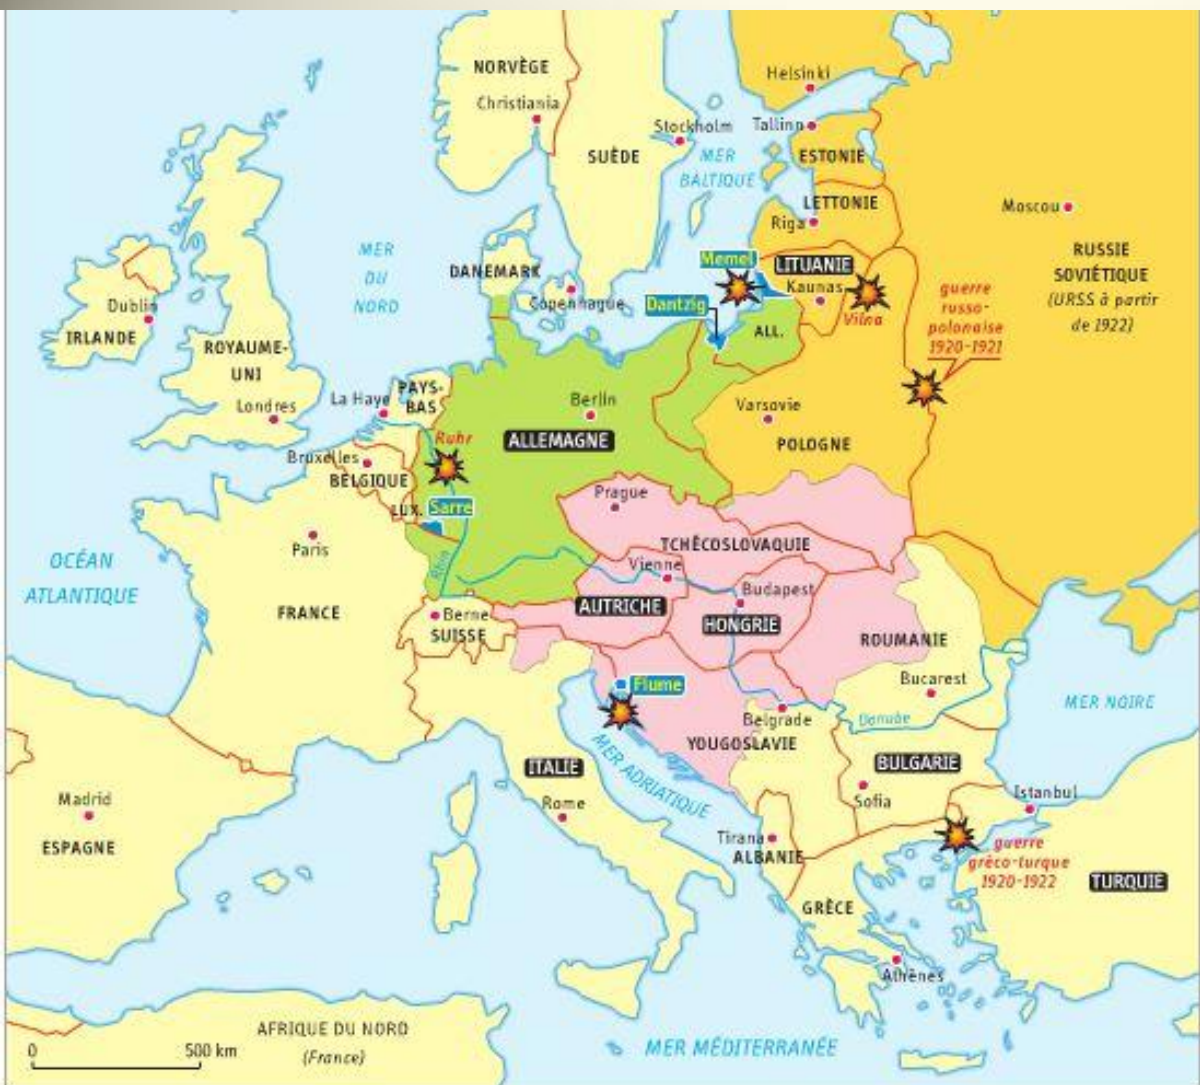 NORVÈGE
Christiania
SUÈDE
Stockholm
MER
BALTIQUE
Helsinki
Tallinn
ESTONIE
LETTONIE
Riga
Moscou
RUSSIE
SOVIÉTIQUE
(URSS à partir
de 1922)
MER
DU
NORD
DANEMARK
Copenhague
Memel
LITUANIE
Kaunas
Vilna
Dantzig
ALL.
guerre
russo-
polonaise
1920-1921
Dublin
IRLANDE
ROYAUME-
UNI
Londres
La Haye
PAYS-
BAS
Berlin
ALLEMAGNE
Varsovie
POLOGNE
Ruhr
Bruxelles
BELGIQUE
LUX.
Sarre
Prague
TCHÉCOSLOVAQUIE
Paris
OCÉAN
ATLANTIQUE
FRANCE
Rhin
Vienne
AUTRICHE
Budapest
HONGRIE
Berne
SUISSE
ROUMANIE
Bucarest
Fiume
Belgrade
YOUGOSLAVIE
Danube
MER NOIRE
MER ADRIATIQUE
ITALIE
Rome
BULGARIE
Sofia
Istanbul
Madrid
ESPAGNE
Tirana
ALBANIE
guerre
gréco-turque
1920-1922
TURQUIE
GRÈCE
Athènes
AFRIQUE DU NORD
(France)
0
500 km
MER MÉDITERRANÉE